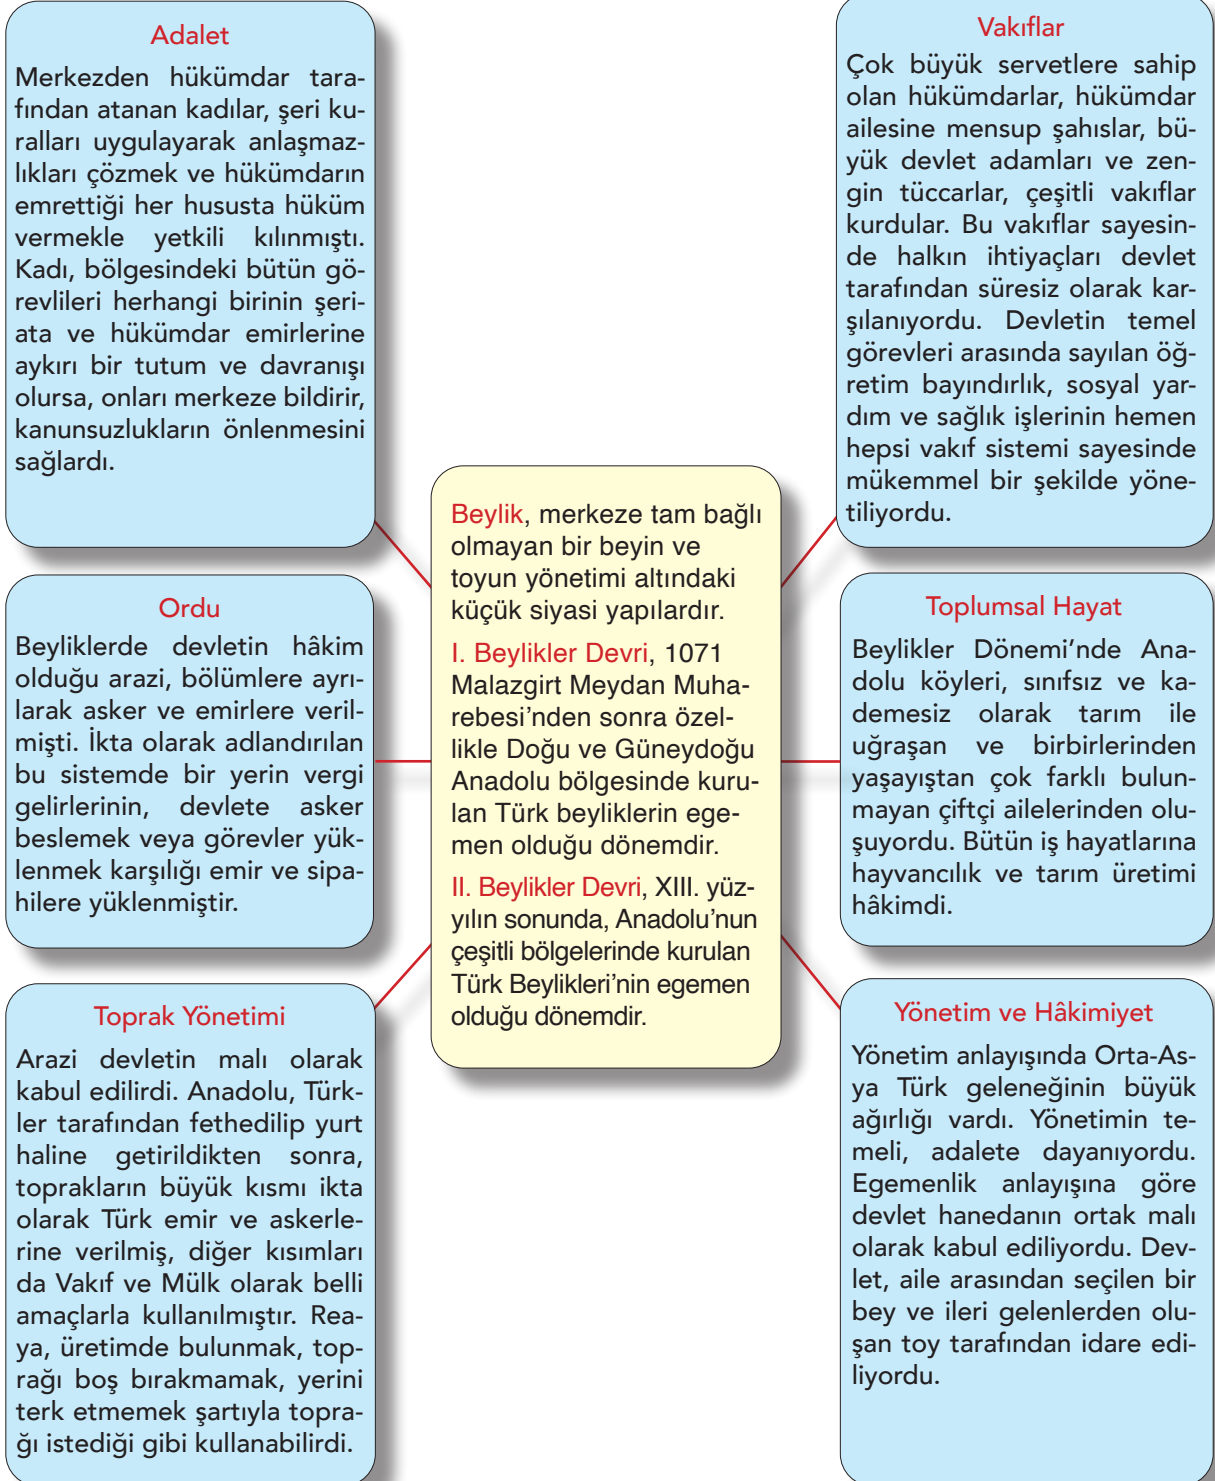 Adalet
Merkezden hükümdar tara-
fından atanan kadılar, şeri ku-
ralları uygulayarak anlaşmaz-
lıkları çözmek ve hükümdarın
emrettiği her hususta hüküm
vermekle yetkili kılınmıştı.
Kadı, bölgesindeki bütün gö-
revlileri herhangi birinin şeri-
ata ve hükümdar emirlerine
aykırı bir tutum ve davranışı
olursa, onları merkeze bildirir,
kanunsuzlukların önlenmesini
sağlardı.
Ordu
Beyliklerde devletin hâkim
olduğu arazi, bölümlere ayrı-
larak asker ve emirlere veril-
mişti. İkta olarak adlandırılan
bu sistemde bir yerin vergi
gelirlerinin, devlete asker
beslemek veya görevler yük-
lenmek karşılığı emir ve sipa-
hilere yüklenmiştir.
Toprak Yönetimi
Arazi devletin malı olarak
kabul edilirdi. Anadolu, Türk-
ler tarafından fethedilip yurt
haline getirildikten sonra,
toprakların büyük kısmı ikta
olarak Türk emir ve askerle-
rine verilmiş, diğer kısımları
da Vakıf ve Mülk olarak belli
amaçlarla kullanılmıştır. Rea-
ya, üretimde bulunmak, top-
rağı boş bırakmamak, yerini
terk etmemek şartıyla topra-
ğı istediği gibi kullanabilirdi.
Beylik, merkeze tam bağlı
olmayan bir beyin ve
toyun yönetimi altındaki
küçük siyasi yapılardır.
I. Beylikler Devri, 1071
Malazgirt Meydan Muha-
rebesi’nden sonra özel-
likle Doğu ve Güneydoğu
Anadolu bölgesinde kuru-
lan Türk beyliklerin ege-
men olduğu dönemdir.
II. Beylikler Devri, XIII. yüz-
yılın sonunda, Anadolu’nun
çeşitli bölgelerinde kurulan
Türk Beylikleri’nin egemen
olduğu dönemdir.
Vakıflar
Çok büyük servetlere sahip
olan hükümdarlar, hükümdar
ailesine mensup şahıslar, bü-
yük devlet adamları ve zen-
gin tüccarlar, çeşitli vakıflar
kurdular. Bu vakıflar sayesin-
de halkın ihtiyaçları devlet
tarafından süresiz olarak kar-
şılanıyordu. Devletin temel
görevleri arasında sayılan öğ-
retim bayındırlık, sosyal yar-
dım ve sağlık işlerinin hemen
hepsi vakıf sistemi sayesinde
mükemmel bir şekilde yöne-
tiliyordu.
Toplumsal Hayat
Beylikler Dönemi’nde Ana-
dolu köyleri, sınıfsız ve ka-
demesiz olarak tarım ile
uğraşan ve birbirlerinden
yaşayıştan çok farklı bulun-
mayan çiftçi ailelerinden olu-
şuyordu. Bütün iş hayatlarına
hayvancılık ve tarım üretimi
hâkimdi.
Yönetim ve Hâkimiyet
Yönetim anlayışında Orta-As-
ya Türk geleneğinin büyük
ağırlığı vardı. Yönetimin te-
meli, adalete dayanıyordu.
Egemenlik anlayışına göre
devlet hanedanın ortak malı
olarak kabul ediliyordu. Dev-
let, aile arasından seçilen bir
bey ve ileri gelenlerden olu-
şan toy tarafından idare edi-
liyordu.